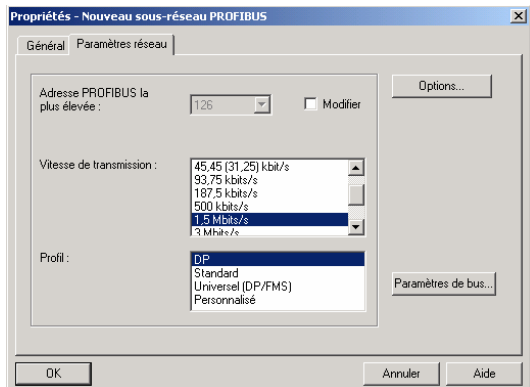 Propriétés - Nouveau sous-réseau PROFIBUS
Général
Paramètres réseau
Adresse PROFIBUS la
plus élevée :
126
Modifier
Options...
Vitesse de transmission :
45,45 (31,25) kbit/s
93,75 kbits/s
187,5 kbits/s
500 kbits/s
1,5 Mbits/s
3 Mbits/s
Profil :
DP
Standard
Universel (DP/FMS)
Personnalisé
Paramètres de bus...
OK
Annuler
Aide